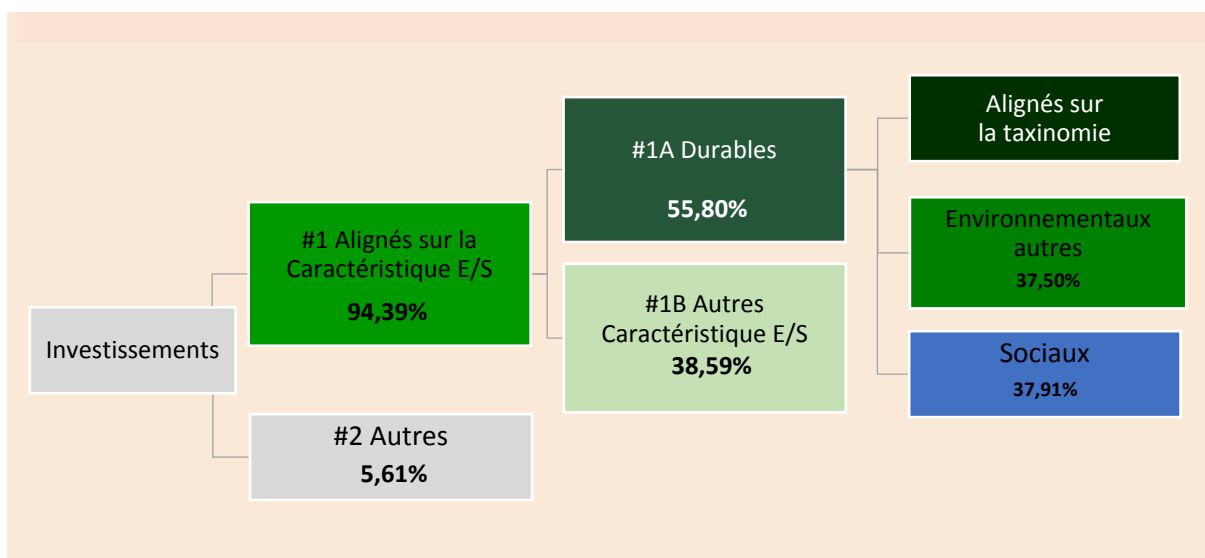 Investissements
#1 Alignés sur la
Caractéristique E/S
94,39%
#2 Autres
5,61%
#1A Durables
55,80%
#1B Autres
Caractéristique E/S
38,59%
Alignés sur
la taxinomie
Environnementaux
autres
37,50%
Sociaux
37,91%